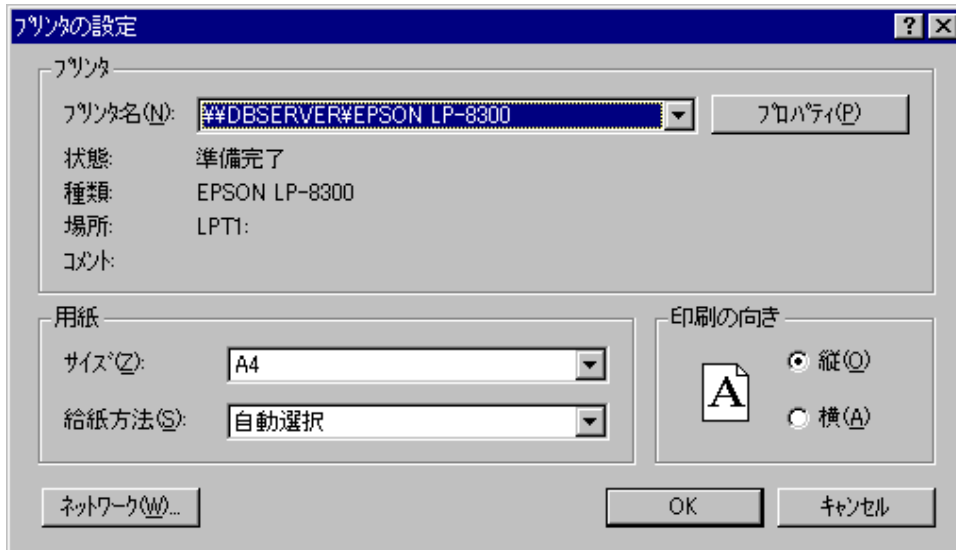 ﾌﾟﾘﾝﾀの設定
ﾌﾟﾘﾝﾀ
ﾌﾟﾘﾝﾀ名(N): ¥¥DBSERVER¥EPSON LP-8300 ﾌﾟﾛﾊﾟﾃｨ(P)
状態: 準備完了
種類: EPSON LP-8300
場所: LPT1:
ｺﾒﾝﾄ:
用紙 印刷の向き
ｻｲｽﾞ(Z): A4 縦(O)
給紙方法(S): 自動選択 横(A)
A
ﾈｯﾄﾜｰｸ(W)... OK ｷｬﾝｾﾙ